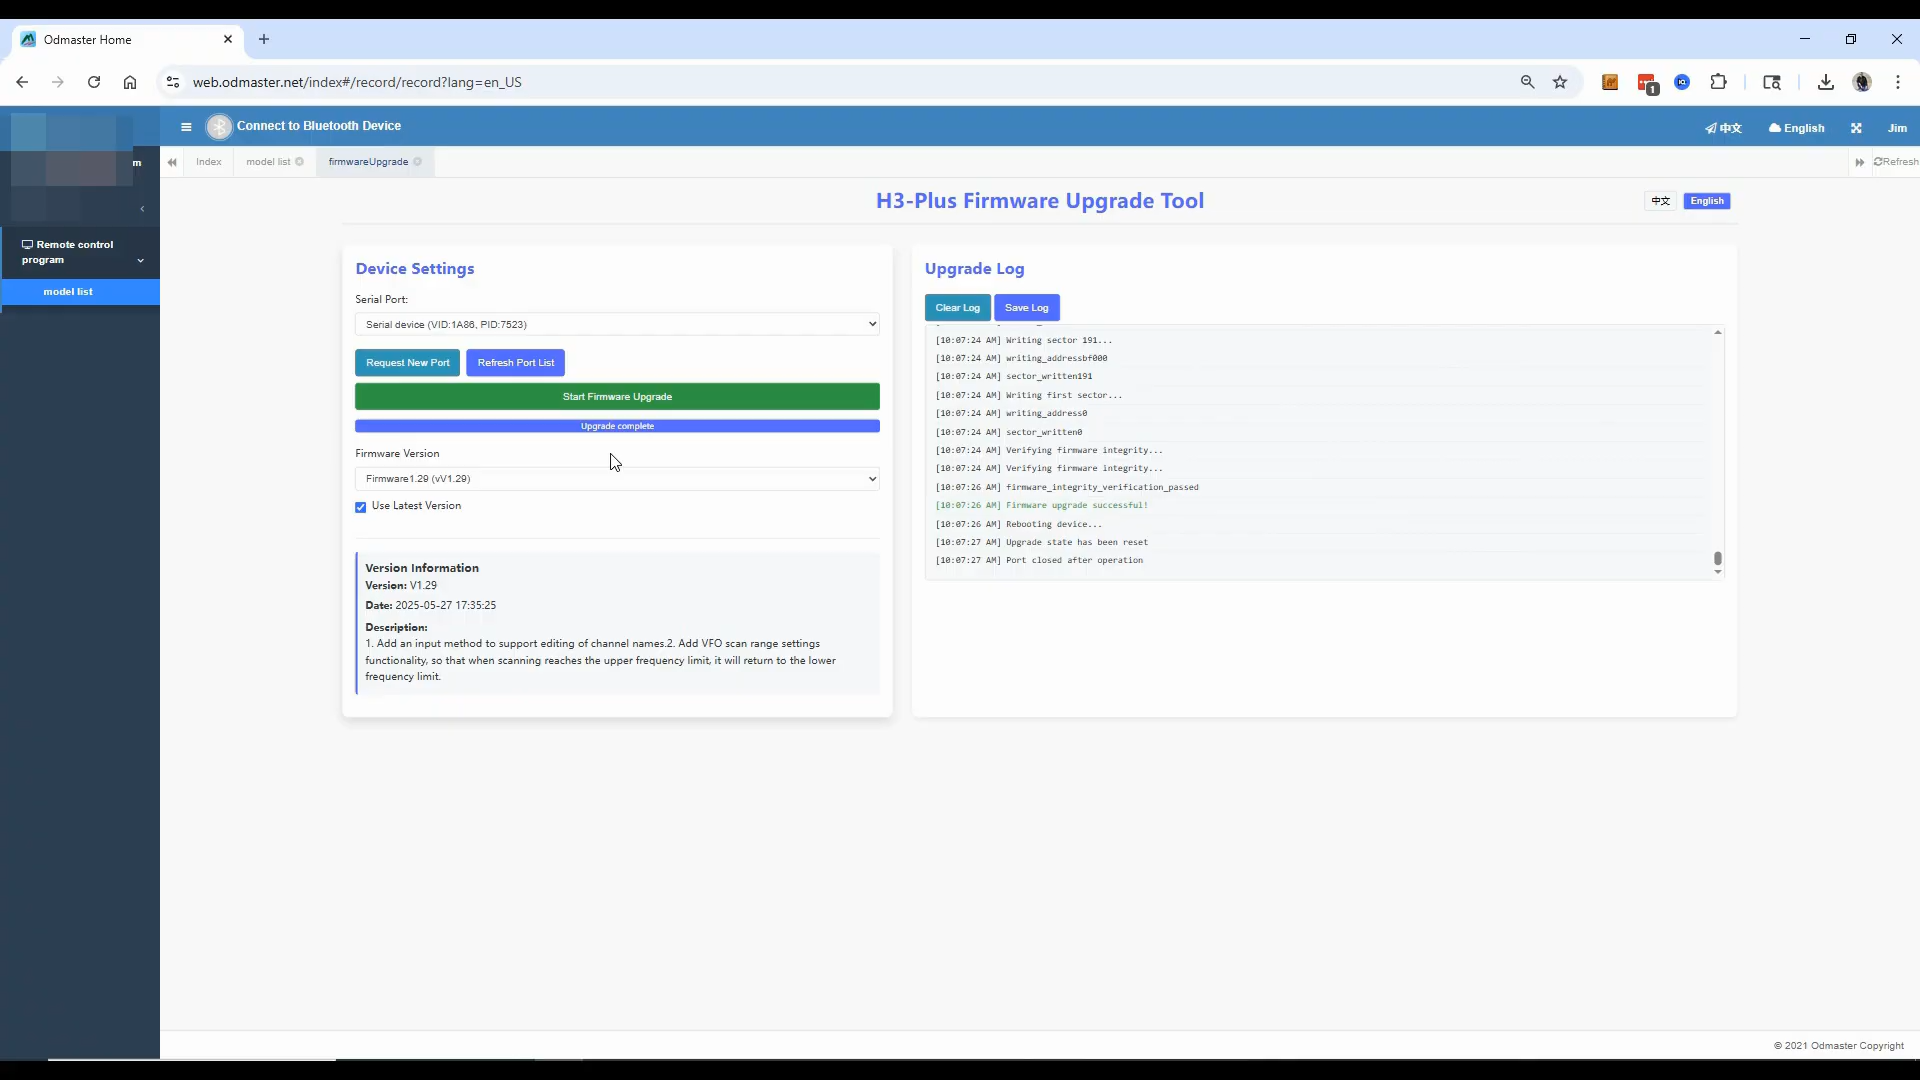 Odmaster Home
web.odmaster.net/index#/record/record?lang=en_US
1
Connect to Bluetooth Device
中文
English
Jim
m
Index
model list
firmwareUpgrade
Refresh
H3-Plus Firmware Upgrade Tool
中文
English
Remote control
program
model list
Device Settings
Serial Port:
Serial device (VID:1A86, PID:7523)
Request New Port
Refresh Port List
Start Firmware Upgrade
Upgrade complete
Firmware Version
Firmware1.29 (vV1.29)
Use Latest Version
Version Information
Version: V1.29
Date: 2025-05-27 17:35:25
Description:
1. Add an input method to support editing of channel names.2. Add VFO scan range settings
functionality, so that when scanning reaches the upper frequency limit, it will return to the lower
frequency limit.
Upgrade Log
Clear Log
Save Log
[10:07:24 AM] Writing sector 191...
[10:07:24 AM] writing_addressbf000
[10:07:24 AM] sector_written191
[10:07:24 AM] Writing first sector...
[10:07:24 AM] writing_address0
[10:07:24 AM] sector_written0
[10:07:24 AM] Verifying firmware integrity...
[10:07:24 AM] Verifying firmware integrity...
[10:07:26 AM] firmware_integrity_verification_passed
[10:07:26 AM] Firmware upgrade successful!
[10:07:26 AM] Rebooting device...
[10:07:27 AM] Upgrade state has been reset
[10:07:27 AM] Port closed after operation
© 2021 Odmaster Copyright